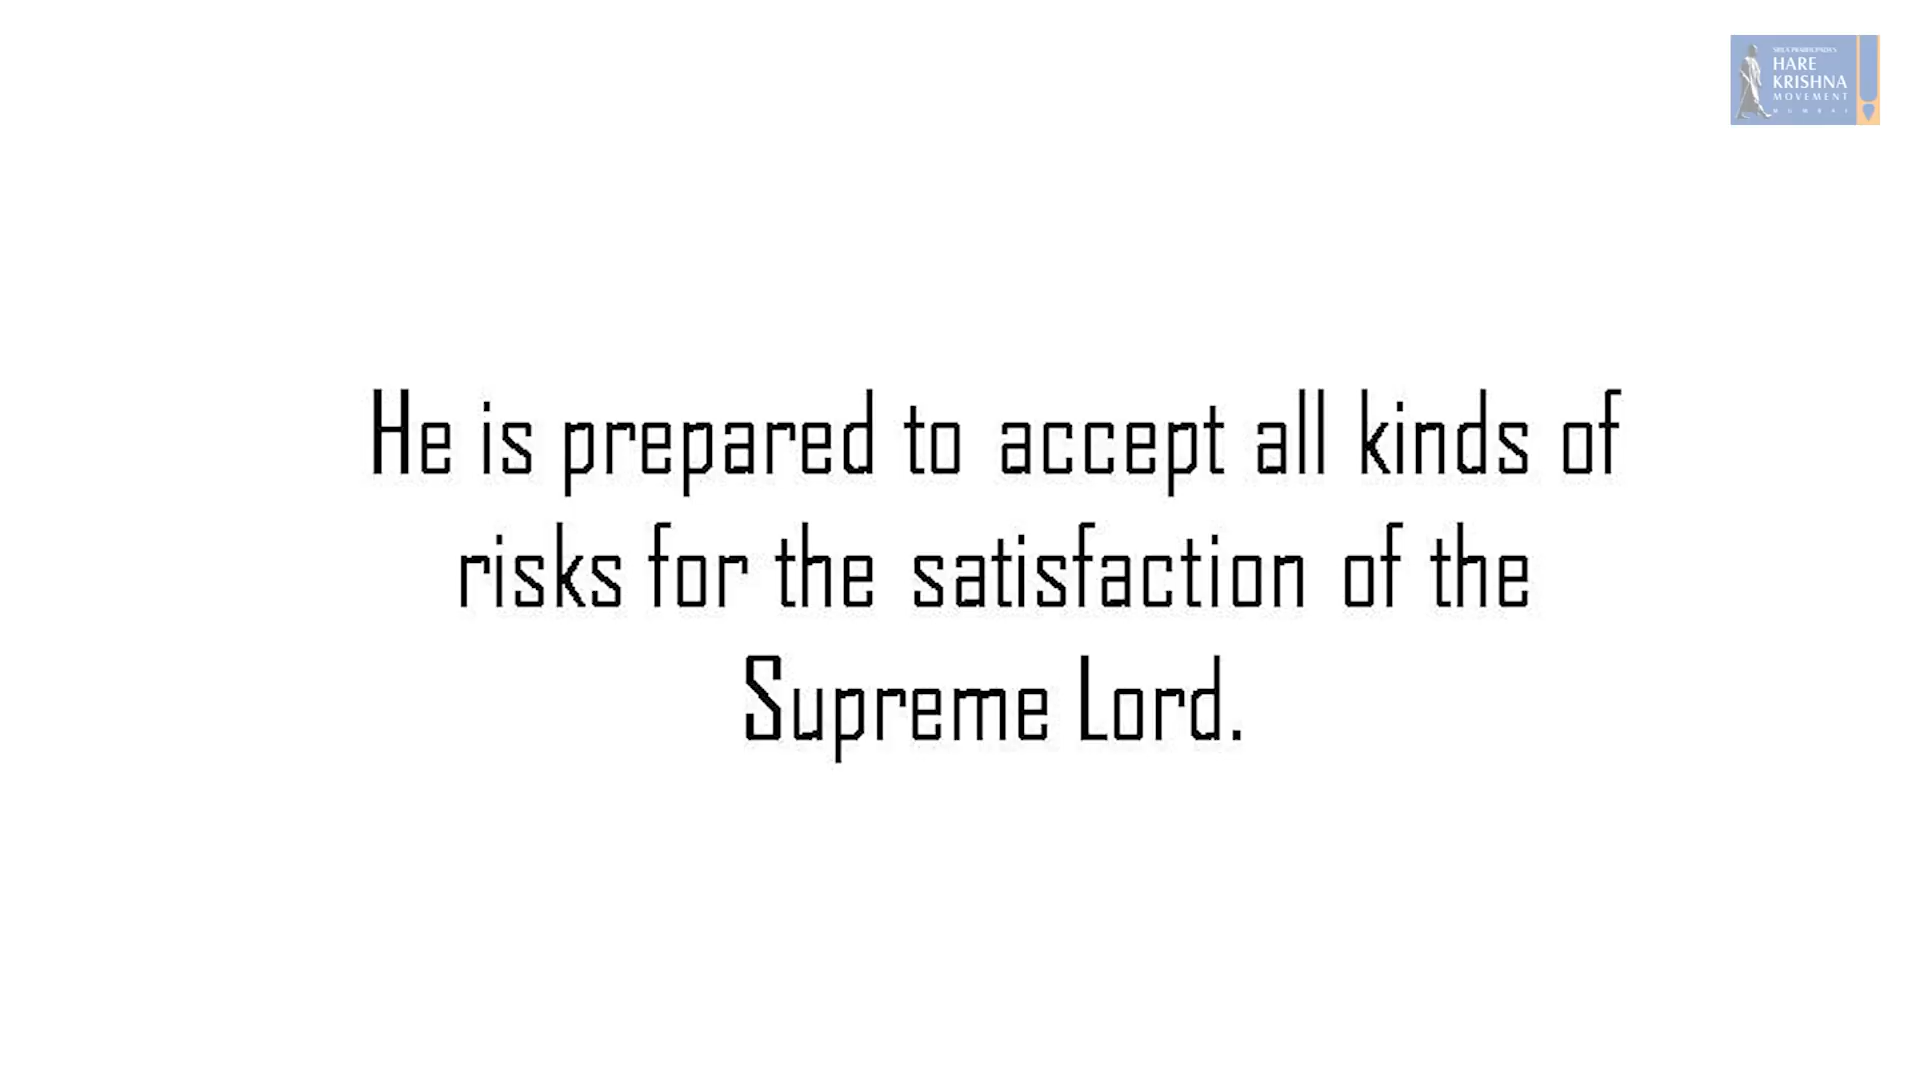 HARE
KRISHNA
MOVEMENT
MUMBAI
He is prepared to accept all kinds of
risks for the satisfaction of the
Supreme Lord.